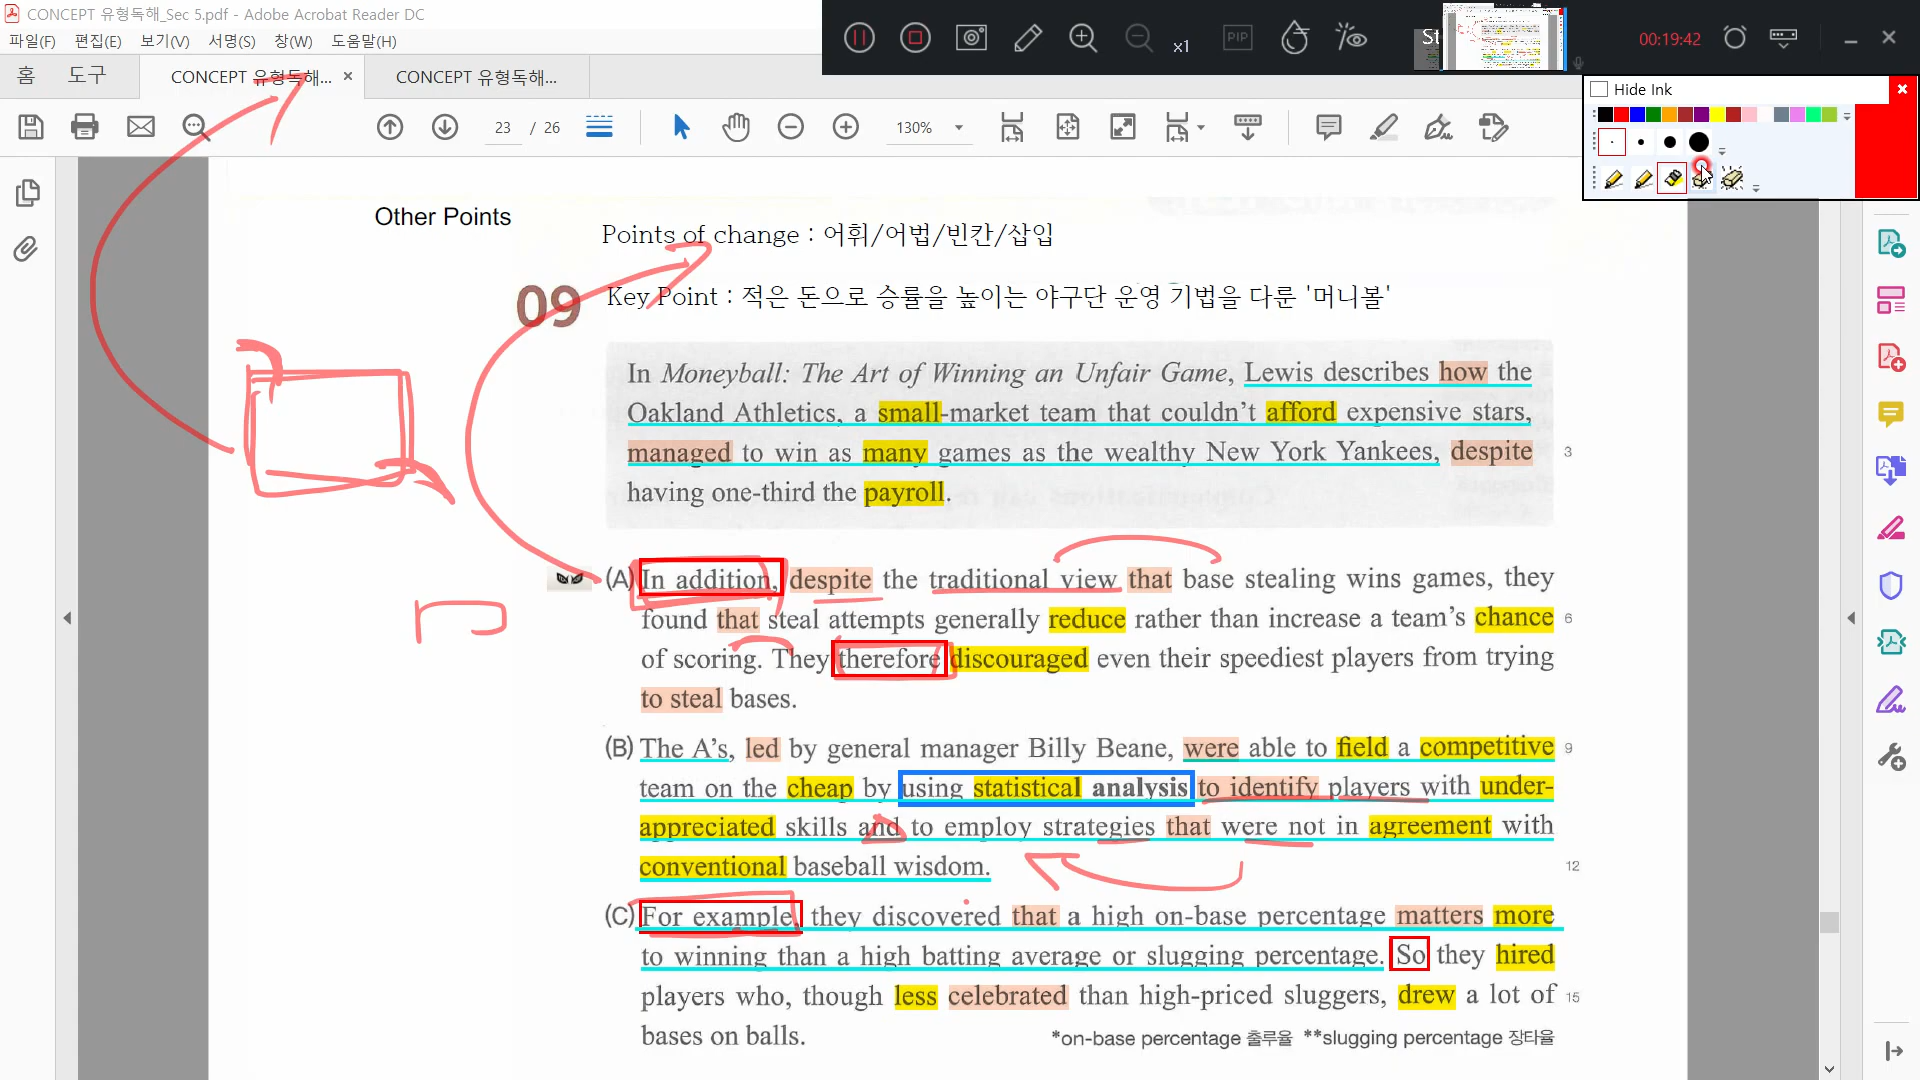 CONCEPT 유형독해_Sec 5.pdf - Adobe Acrobat Reader DC
파일(F) 편집(E) 보기(V) 서명(S) 창(W) 도움말(H)
x1
PIP
St
00:19:42
홈 도구 CONCEPT 유형독해... × CONCEPT 유형독해...
Hide Ink
23 / 26 130%
Other Points
Points of change : 어휘/어법/빈칸/삽입
09 Key Point : 적은 돈으로 승률을 높이는 야구단 운영 기법을 다룬 '머니볼'
In Moneyball: The Art of Winning an Unfair Game, Lewis describes how the
Oakland Athletics, a small-market team that couldn't afford expensive stars,
managed to win as many games as the wealthy New York Yankees, despite 3
having one-third the payroll.
(A) In addition, despite the traditional view that base stealing wins games, they
found that steal attempts generally reduce rather than increase a team's chance 6
of scoring. They therefore discouraged even their speediest players from trying
to steal bases.
(B) The A's, led by general manager Billy Beane, were able to field a competitive 9
team on the cheap by using statistical analysis to identify players with under-
appreciated skills and to employ strategies that were not in agreement with
conventional baseball wisdom. 12
(C) For example, they discovered that a high on-base percentage matters more
to winning than a high batting average or slugging percentage. So they hired
players who, though less celebrated than high-priced sluggers, drew a lot of 15
bases on balls.
*on-base percentage 출루율 **slugging percentage 장타율